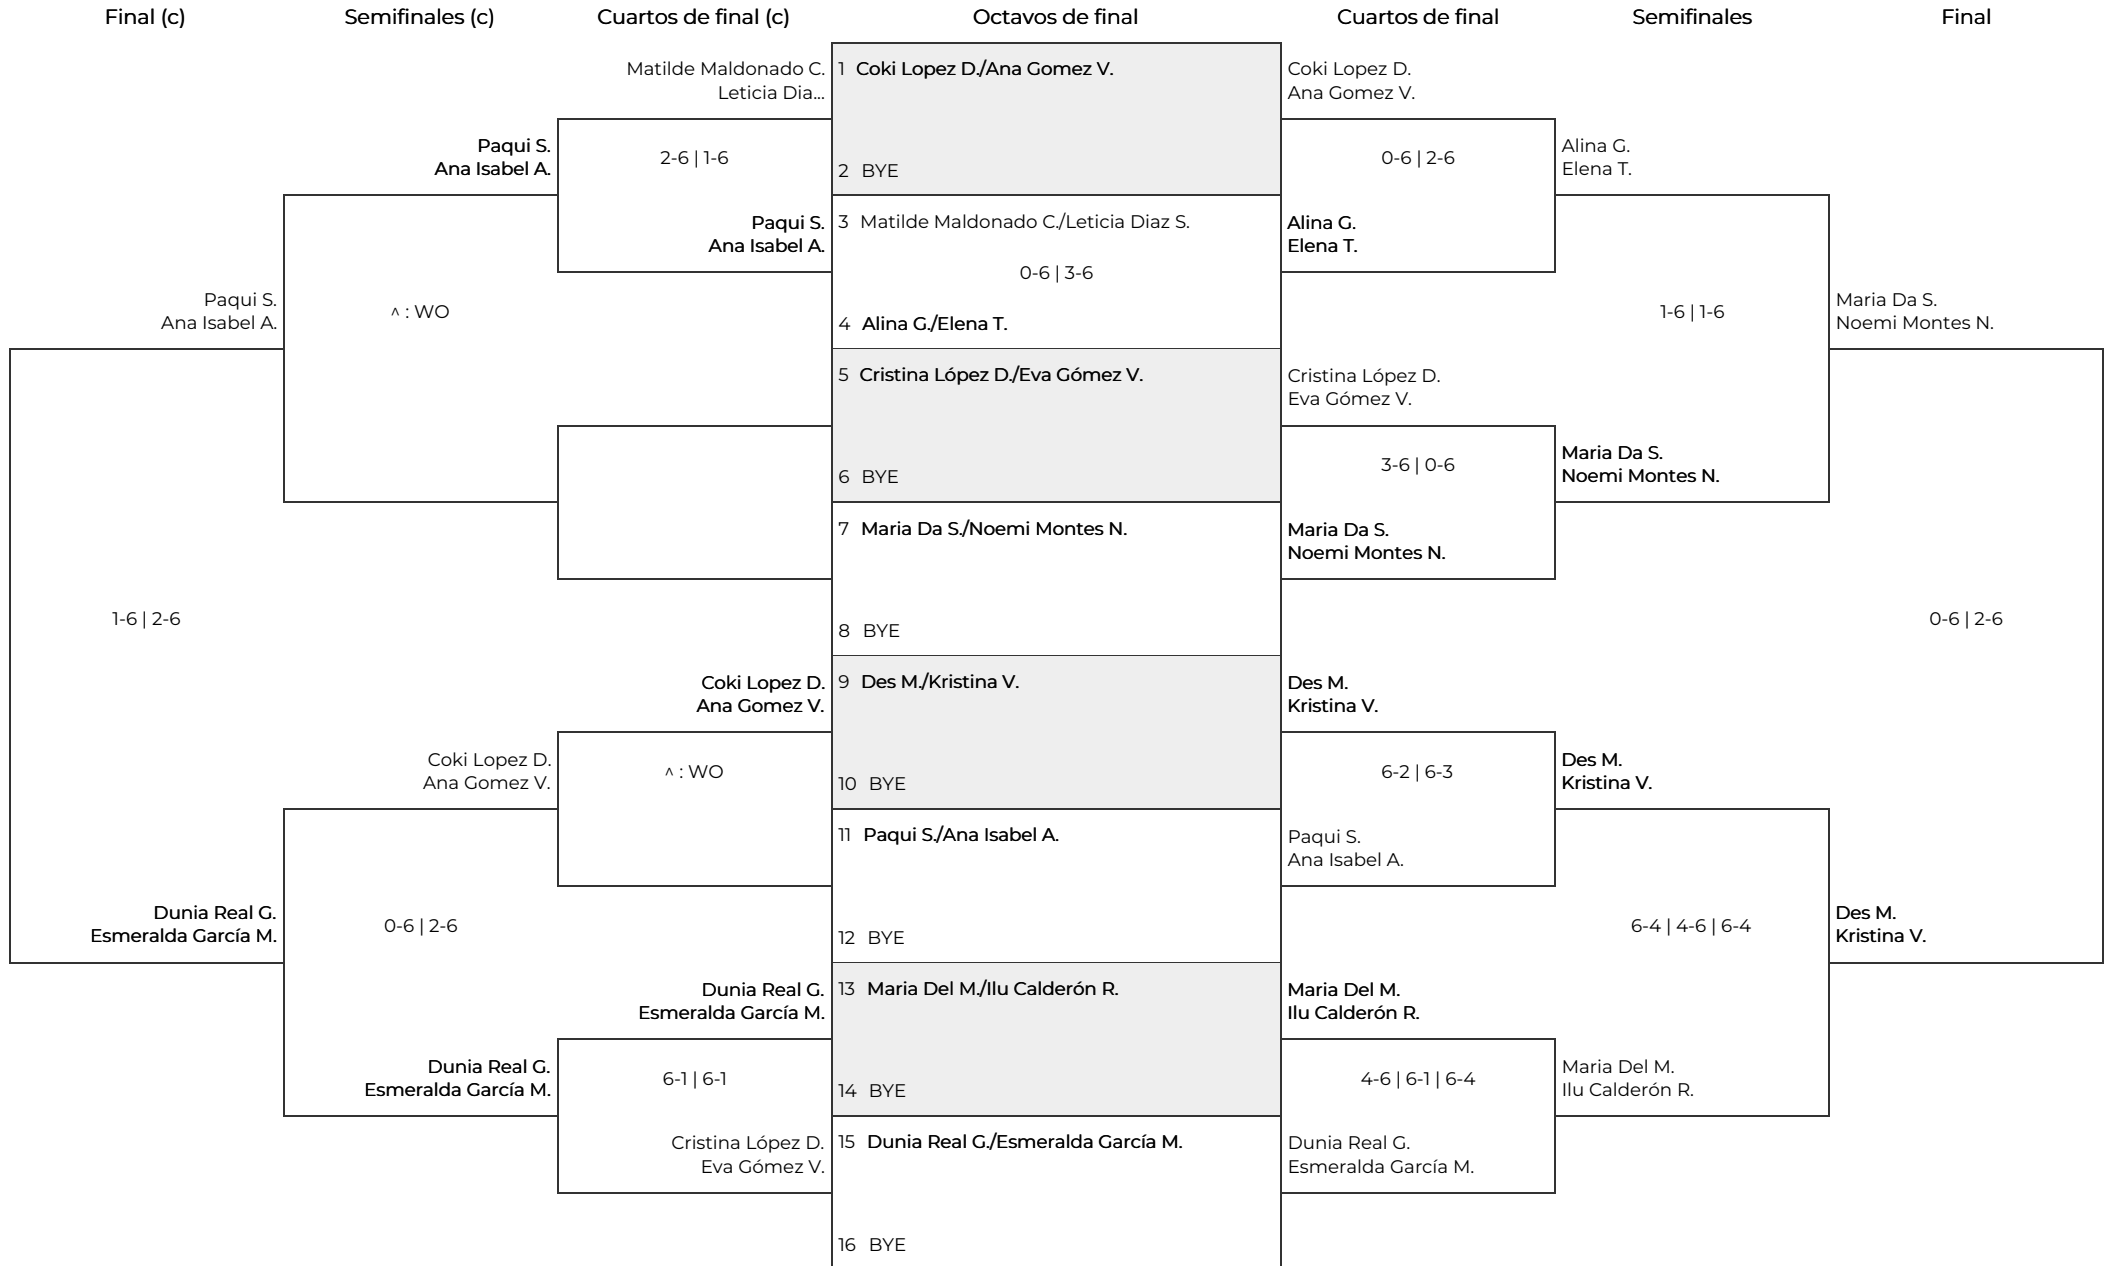 Final (c)
Semifinales (c)
Cuartos de final (c)
Octavos de final
Cuartos de final
Semifinales
Final
Matilde Maldonado C.
Leticia Dia...
2-6 | 1-6
Paqui S.
Ana Isabel A.
Coki Lopez D.
Ana Gomez V.
^ : WO
Dunia Real G.
Esmeralda García M.
6-1 | 6-1
Cristina López D.
Eva Gómez V.
Paqui S.
Ana Isabel A.
^ : WO
Coki Lopez D.
Ana Gomez V.
0-6 | 2-6
Dunia Real G.
Esmeralda García M.
Paqui S.
Ana Isabel A.
1-6 | 2-6
Dunia Real G.
Esmeralda García M.
1 Coki Lopez D./Ana Gomez V.
2 BYE
3 Matilde Maldonado C./Leticia Diaz S.
0-6 | 3-6
4 Alina G./Elena T.
5 Cristina López D./Eva Gómez V.
6 BYE
7 Maria Da S./Noemi Montes N.
8 BYE
9 Des M./Kristina V.
10 BYE
11 Paqui S./Ana Isabel A.
12 BYE
13 Maria Del M./Ilu Calderón R.
14 BYE
15 Dunia Real G./Esmeralda García M.
16 BYE
Coki Lopez D.
Ana Gomez V.
0-6 | 2-6
Alina G.
Elena T.
Cristina López D.
Eva Gómez V.
3-6 | 0-6
Maria Da S.
Noemi Montes N.
Des M.
Kristina V.
6-2 | 6-3
Paqui S.
Ana Isabel A.
Maria Del M.
Ilu Calderón R.
4-6 | 6-1 | 6-4
Dunia Real G.
Esmeralda García M.
Alina G.
Elena T.
1-6 | 1-6
Maria Da S.
Noemi Montes N.
Des M.
Kristina V.
6-4 | 4-6 | 6-4
Maria Del M.
Ilu Calderón R.
Maria Da S.
Noemi Montes N.
0-6 | 2-6
Des M.
Kristina V.